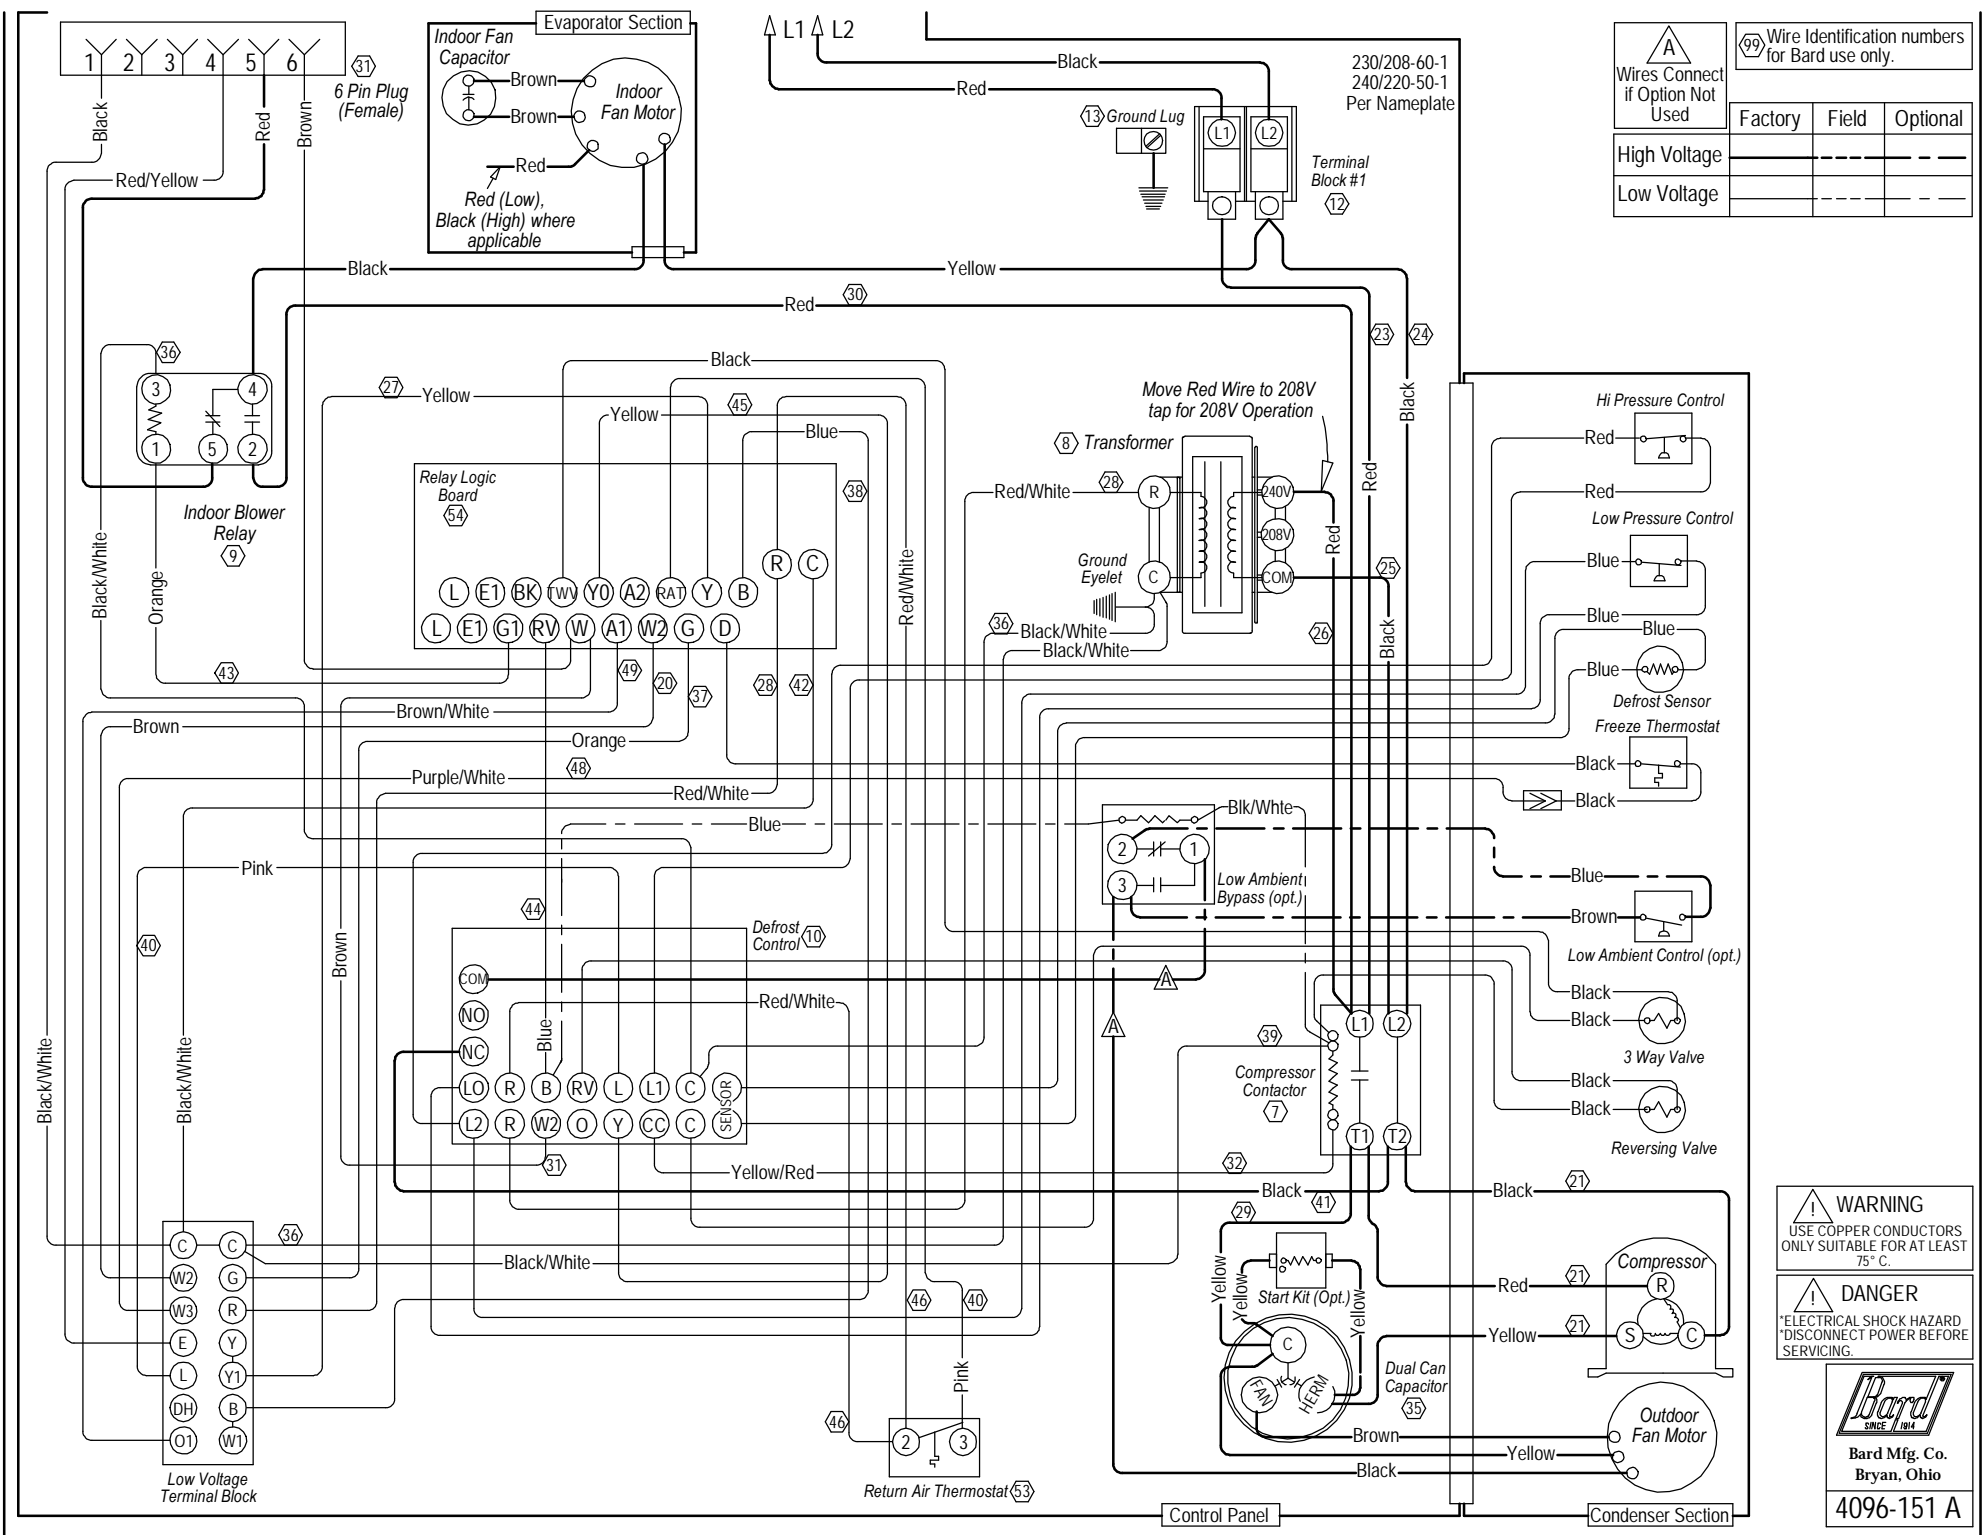 1 2 3 4 5 6
31
6 Pin Plug
(Female)
Black
Red/Yellow
Red
Brown
Evaporator Section
Indoor Fan
Capacitor
Brown
Brown
Indoor
Fan Motor
Red
Red (Low),
Black (High) where
applicable
L1 L2
Black
Red
230/208-60-1
240/220-50-1
Per Nameplate
13 Ground Lug
L1 L2
Terminal
Block #1
12
A
Wires Connect
if Option Not
Used
99 Wire Identification numbers
for Bard use only.
Factory Field Optional
High Voltage
Low Voltage
Black
Yellow
Red
30
23
24
36
3
4
1
5
2
Indoor Blower
Relay
9
Black
27
Yellow
45
Yellow
Blue
Relay Logic
Board
54
38
R C
L E1 BK TWV Y0 A2 RAT Y B
L E1 G1 RV W A1 W2 G D
Black/White
Orange
Red/White
43
49
20
37
28
42
Brown/White
Brown
Orange
48
Purple/White
Red/White
Blue
Pink
Move Red Wire to 208V
tap for 208V Operation
8 Transformer
Red/White
28
R
240V
208V
C
COM
Ground
Eyelet
Red
Red
Black
25
36
Black/White
Black/White
26
Black
Hi Pressure Control
Red
Red
Low Pressure Control
Blue
Blue
Blue
Blue
Defrost Sensor
Freeze Thermostat
Black
Black
Blk/Whte
2
1
3
Low Ambient
Bypass (opt.)
Blue
Brown
Low Ambient Control (opt.)
Black
Black
3 Way Valve
Black
Black
Reversing Valve
44
40
Brown
Defrost
Control
10
COM
NO
NC
Red/White
Blue
A
A
LO R B RV L L1 C
SENSOR
L2 R W2 O Y CC C
31
Yellow/Red
32
39
Compressor
Contactor
7
L1 L2
T1 T2
Black
41
29
Black
21
Black/White
Black/White
C C
36
Black/White
W2 G
W3 R
E Y
L Y1
DH B
O1 W1
Low Voltage
Terminal Block
46
40
Pink
46
2
3
Return Air Thermostat
53
Yellow
Yellow
Start Kit (Opt.)
Yellow
C
FAN
HERM
Dual Can
Capacitor
35
Red
21
Yellow
21
Compressor
R
S
C
Brown
Yellow
Black
Outdoor
Fan Motor
Control Panel
Condenser Section
! WARNING
USE COPPER CONDUCTORS
ONLY SUITABLE FOR AT LEAST
75° C.
! DANGER
*ELECTRICAL SHOCK HAZARD
*DISCONNECT POWER BEFORE
SERVICING.
Bard
SINCE 1914
Bard Mfg. Co.
Bryan, Ohio
4096-151 A